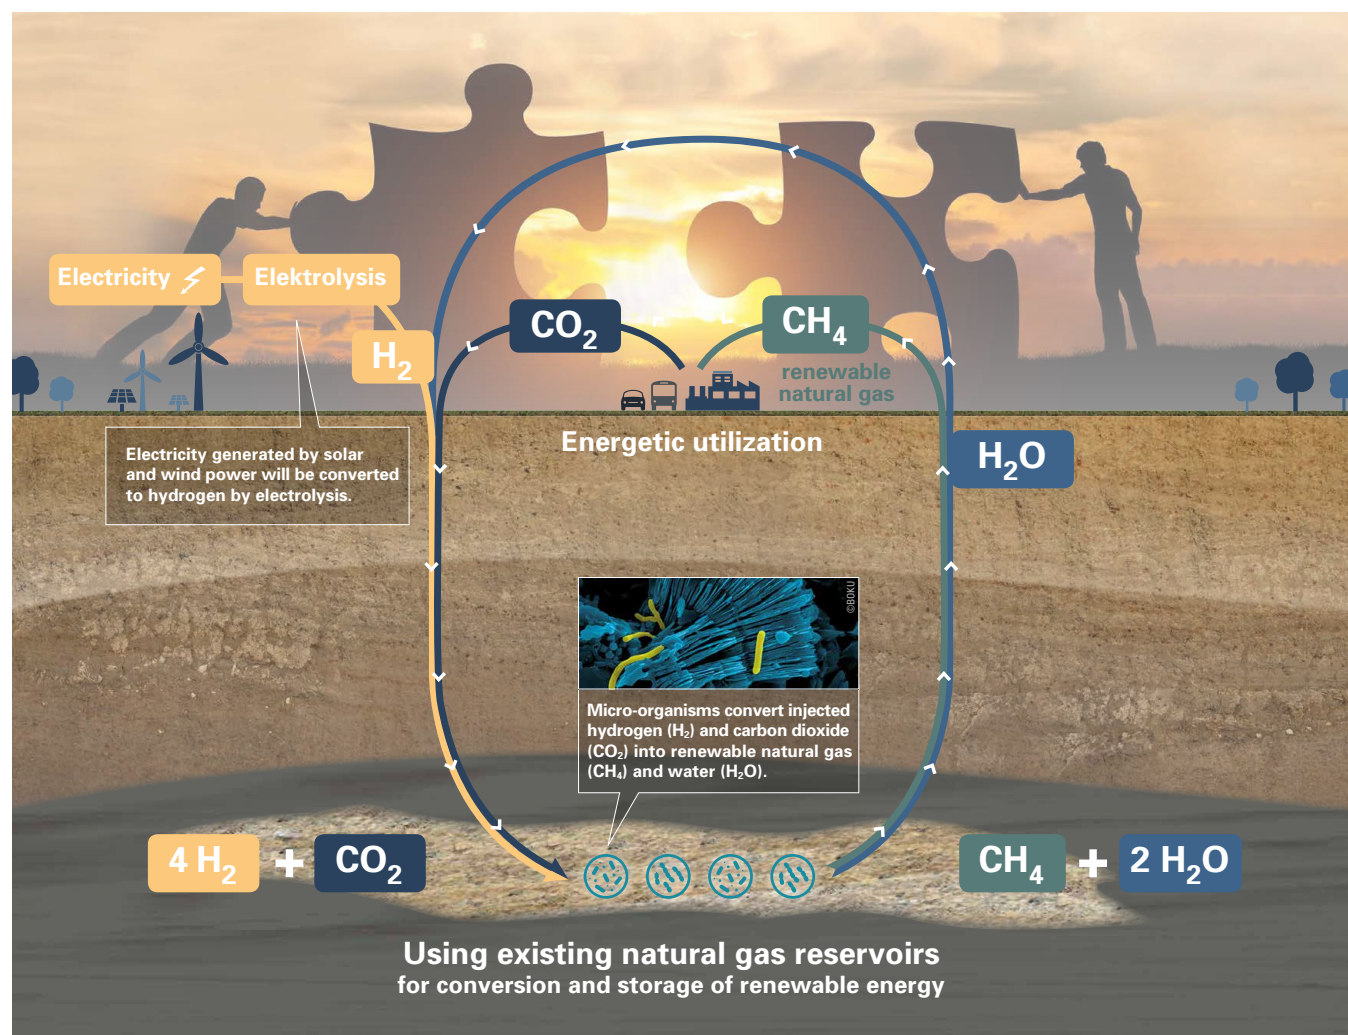 Electricity
Elektrolysis
H₂
CO₂
CH₄
renewable
natural gas
Energetic utilization
H₂O
Electricity generated by solar
and wind power will be converted
to hydrogen by electrolysis.
©BOKU
Micro-organisms convert injected
hydrogen (H₂) and carbon dioxide
(CO₂) into renewable natural gas
(CH₄) and water (H₂O).
4 H₂ + CO₂
CH₄ + 2 H₂O
Using existing natural gas reservoirs
for conversion and storage of renewable energy